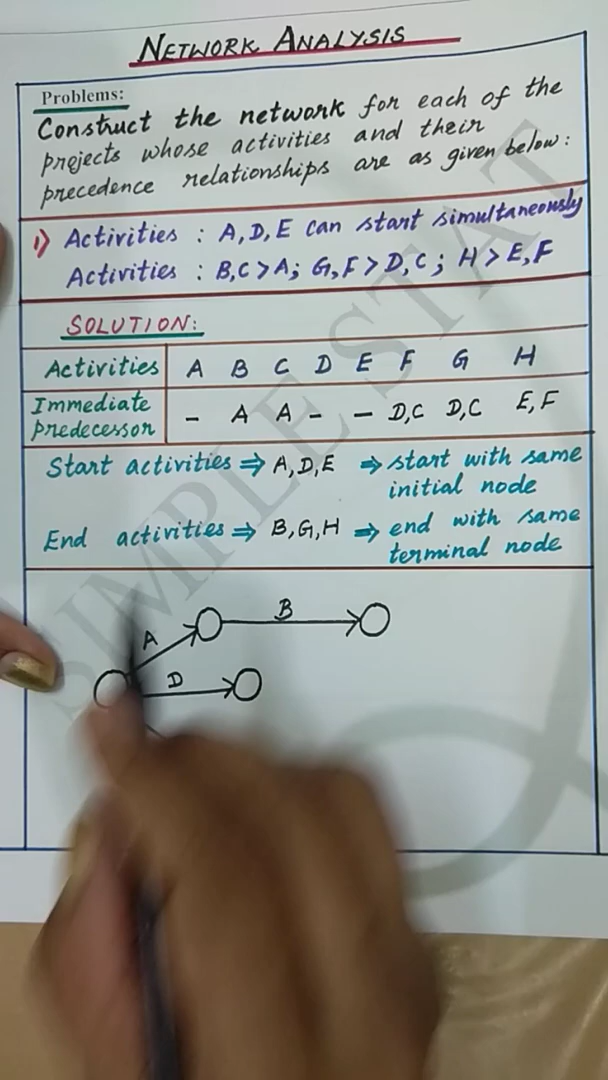 NETWORK ANALYSIS
Problems:
Construct the network for each of the
projects whose activities and their
precedence relationships are as given below:
1) Activities : A,D,E can start simultaneously
Activities : B,C>A; G,F>D,C; H>E,F
SOLUTION:
Activities A B C D E F G H
Immediate predecessor - A A - - D,C D,C E,F
Start activities ⇒ A,D,E ⇒ start with same
initial node
End activities ⇒ B,G,H ⇒ end with same
terminal node
A B
D
SIMPLE STAT